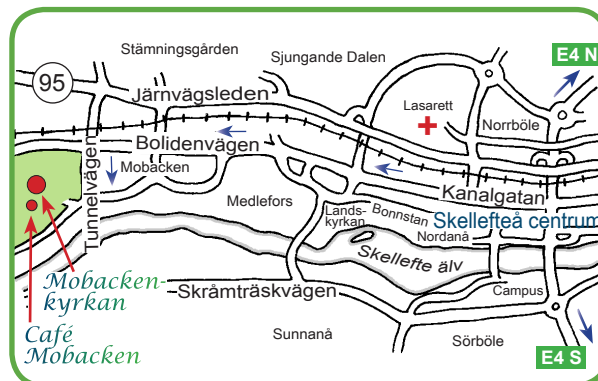 Stämningsgården
Sjungande Dalen
E4 N
95
Järnvägsleden
Lasarett
Norrböle
Bolidenvägen
Mobacken
Tunnelvägen
Medlefors
Kanalgatan
Lands-
kyrkan
Bonnstan
Skellefteå centrum
Nordanå
Skellefte älv
Mobacken-
kyrkan
Skråmträskvägen
Campus
Café
Mobacken
Sunnanå
Sörböle
E4 S